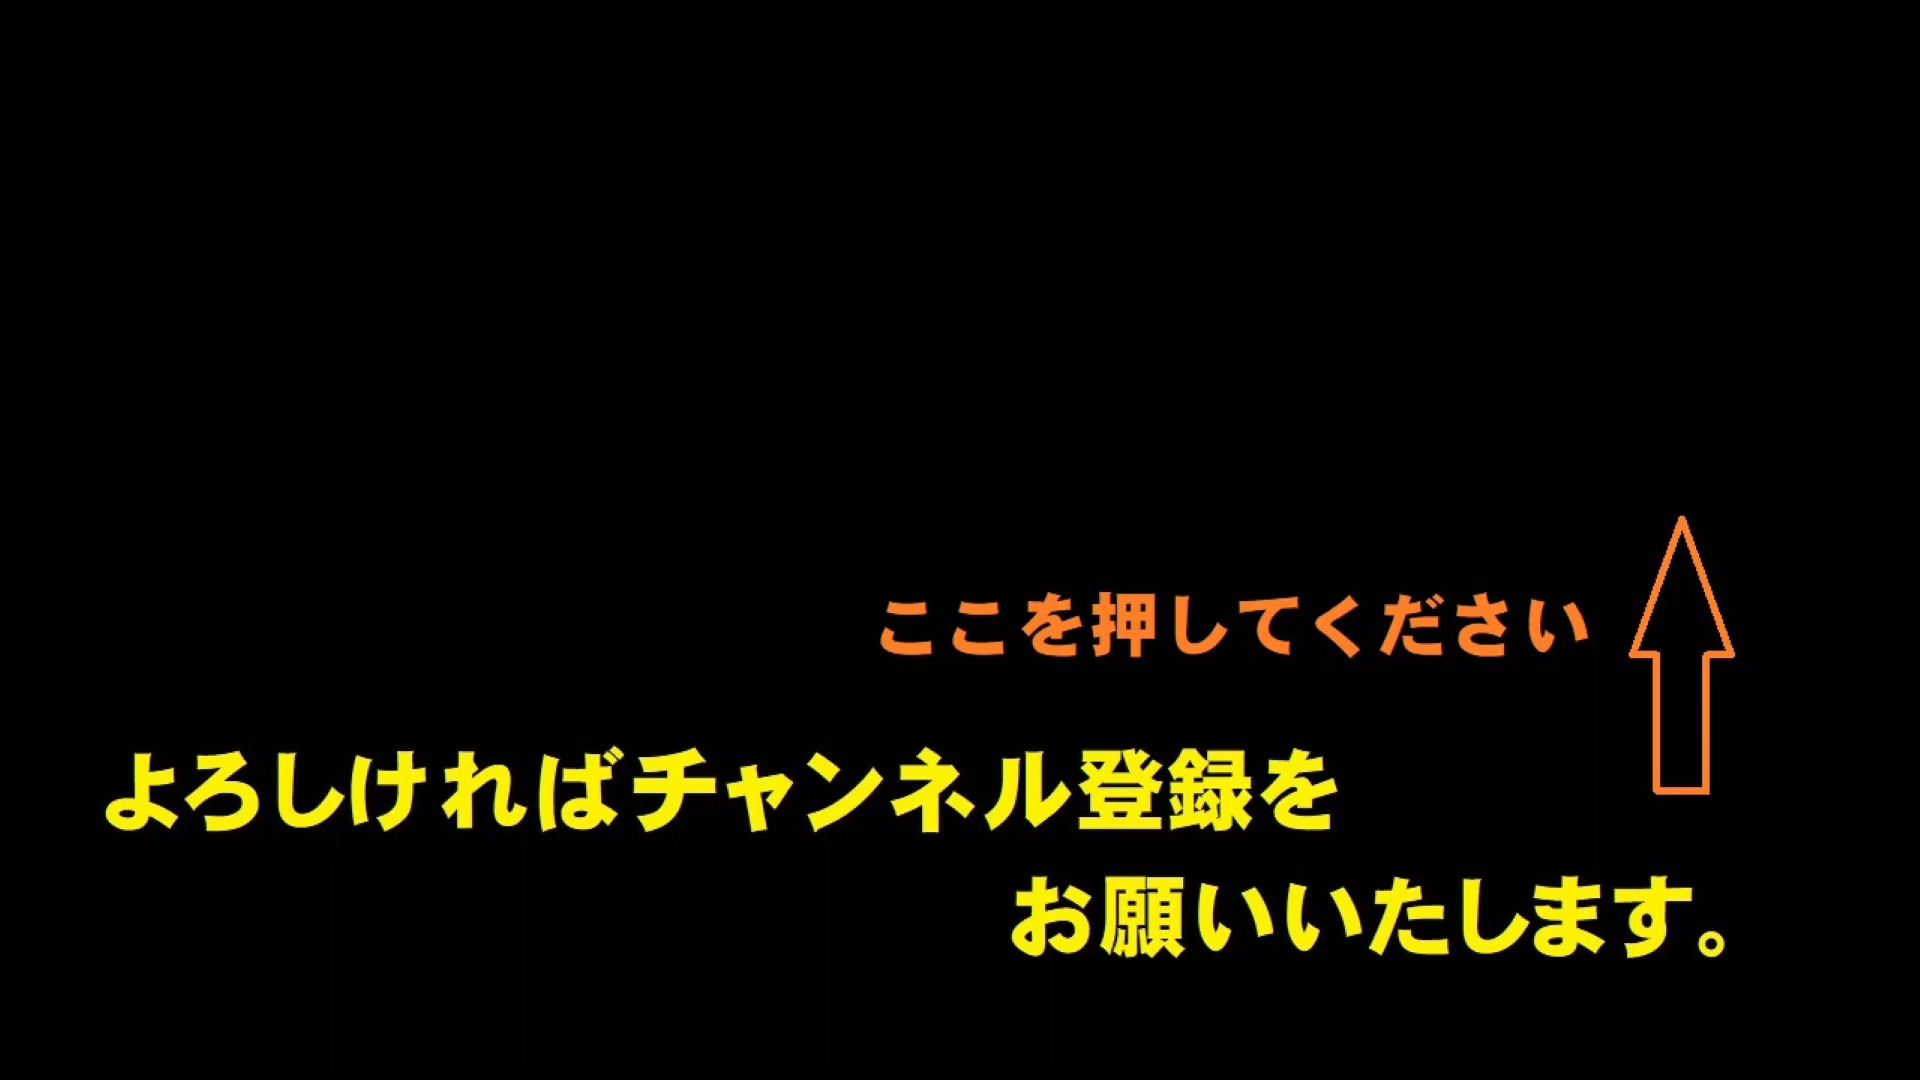 ここを押してください
よろしければチャンネル登録を
お願いいたします。